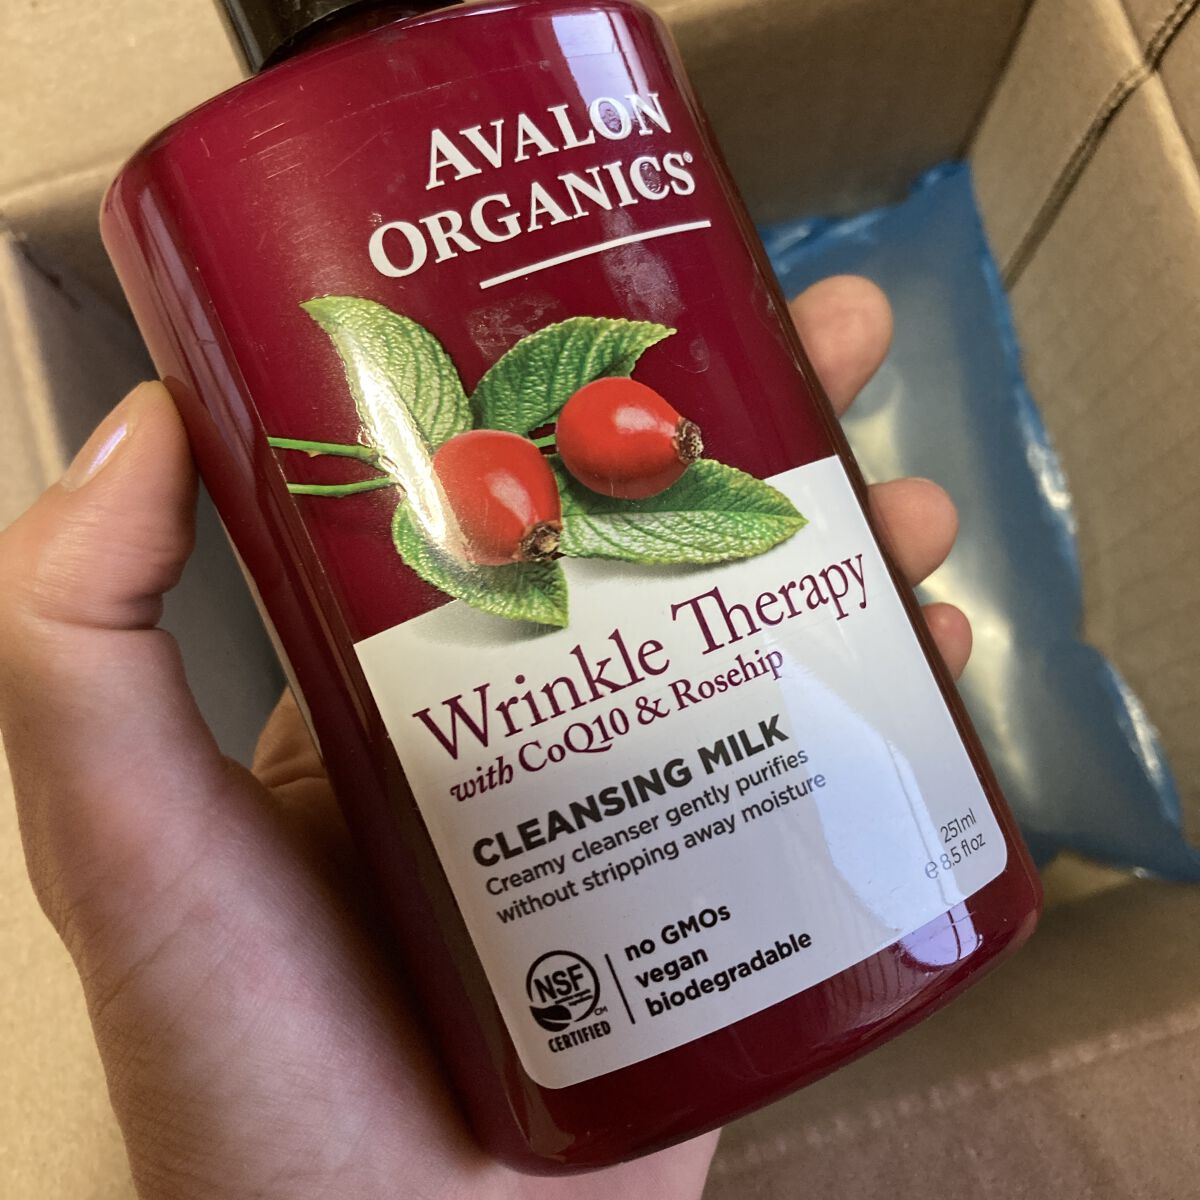 AVALON
ORGANICS®
Wrinkle Therapy
with CoQ10 & Rosehip
CLEANSING MILK
Creamy cleanser gently purifies
without stripping away moisture
251ml
e 8.5 fl oz
NSF
CM
CERTIFIED
no GMOs
vegan
biodegradable